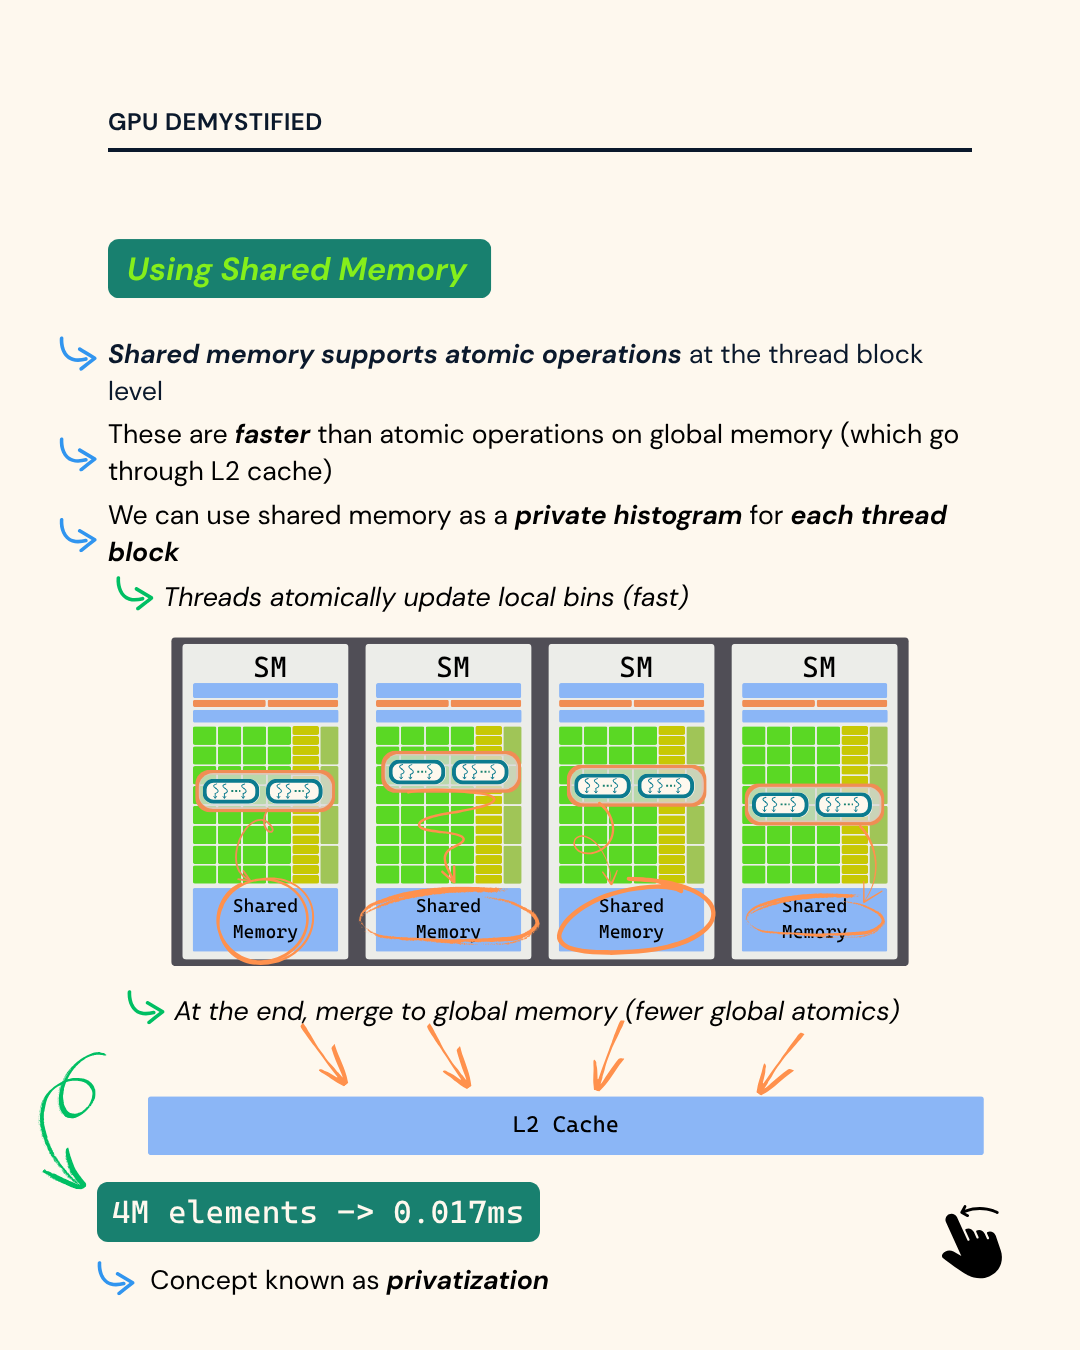 GPU DEMYSTIFIED
Using Shared Memory
Shared memory supports atomic operations at the thread block
level
These are faster than atomic operations on global memory (which go
through L2 cache)
We can use shared memory as a private histogram for each thread
block
Threads atomically update local bins (fast)
SM SM SM SM
Shared Shared Shared Shared
Memory Memory Memory Memory
At the end, merge to global memory (fewer global atomics)
L2 Cache
4M elements -> 0.017ms
Concept known as privatization